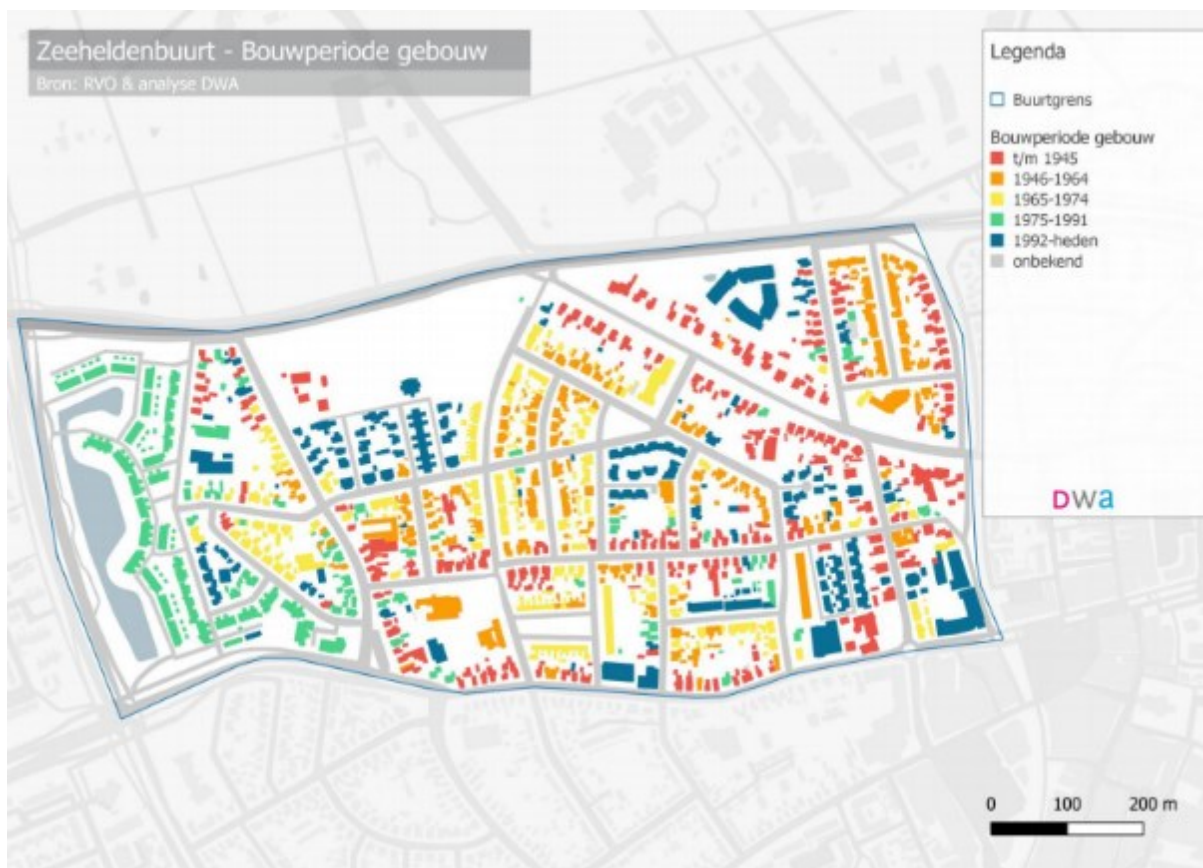 Zeeheldenbuurt - Bouwperiode gebouw
Bron: RVO & analyse DWA
Legenda
Buurtgrens
Bouwperiode gebouw
t/m 1945
1946-1964
1965-1974
1975-1991
1992-heden
onbekend
DWa
0 100 200 m